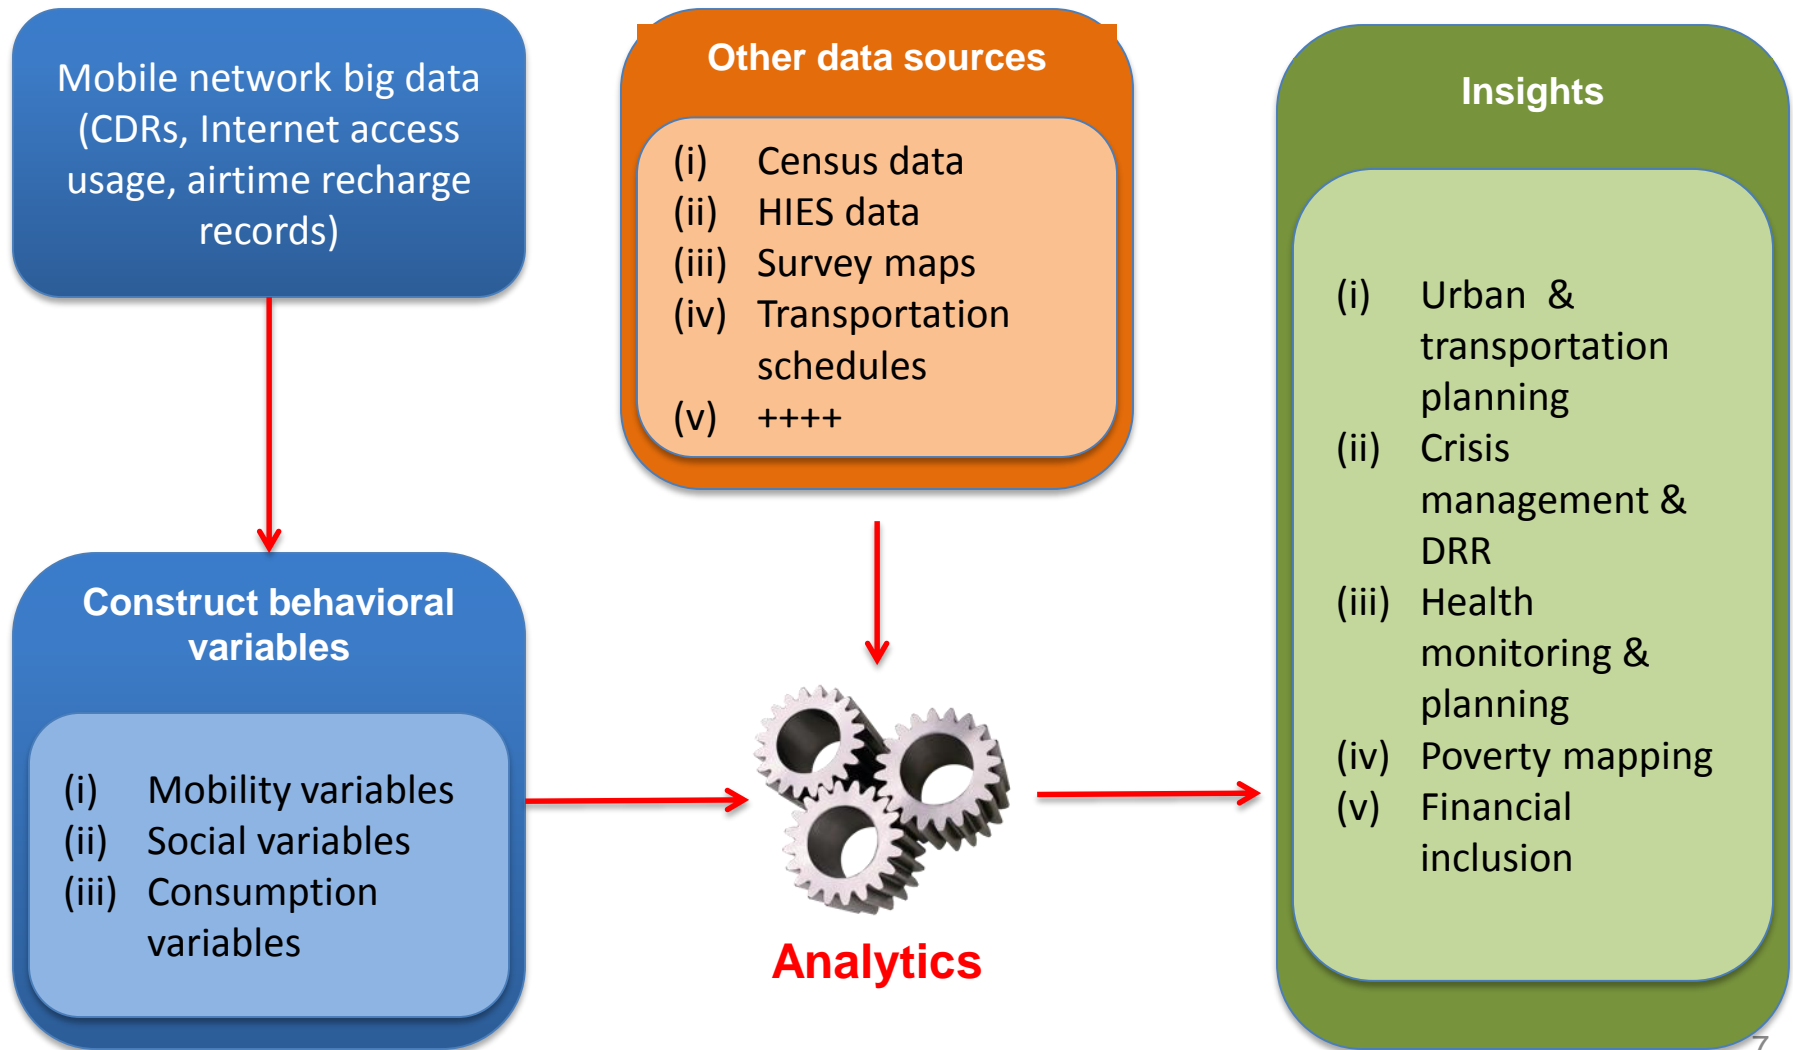 Mobile network big data
(CDRs, Internet access
usage, airtime recharge
records)
Construct behavioral
variables
(i) Mobility variables
(ii) Social variables
(iii) Consumption
variables
Other data sources
(i) Census data
(ii) HIES data
(iii) Survey maps
(iv) Transportation
schedules
(v) ++++
Analytics
Insights
(i) Urban & 
transportation
planning
(ii) Crisis
management &
DRR
(iii) Health
monitoring &
planning
(iv) Poverty mapping
(v) Financial
inclusion
7